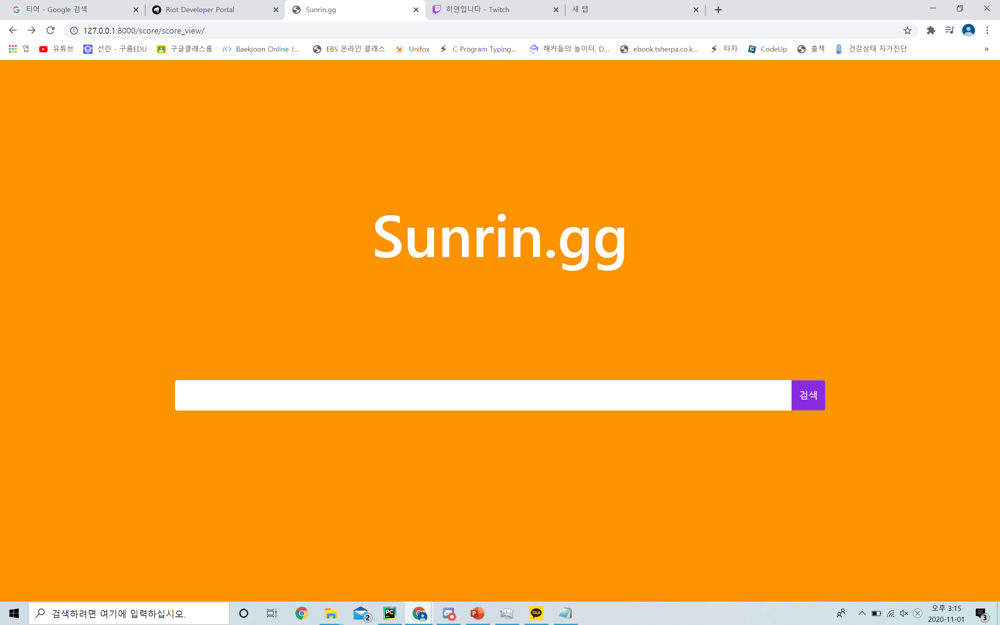 티어 - Google 검색
Riot Developer Portal
Sunrin.gg
히연입니다 - Twitch
새 탭
127.0.0.1:8000/score/score_view/
앱
유튜브
선린 - 구름EDU
구글클래스룸
Baekjoon Online J...
EBS 온라인 클래스
Unifox
C Program Typing...
해커들의 놀이터, D...
ebook.tsherpa.co.k...
타자
CodeUp
출첵
건강상태 자가진단
»
Sunrin.gg
검색
검색하려면 여기에 입력하십시오.
2
PC
P
TALK
오후 3:15
2020-11-01
3